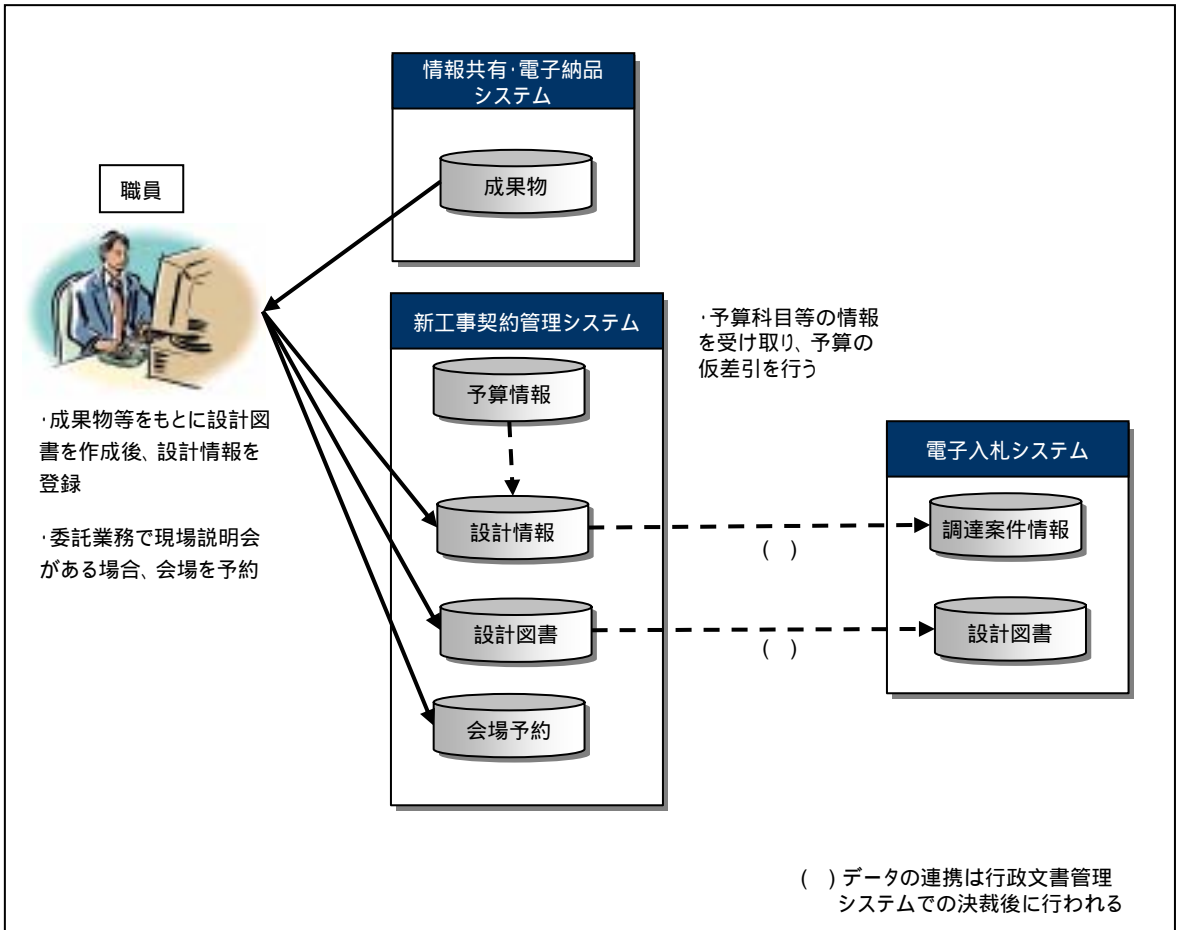 情報共有・電子納品
システム
成果物
職員
新工事契約管理システム
・予算科目等の情報
を受け取り、予算の
仮差引を行う
予算情報
・成果物等をもとに設計図
書を作成後、設計情報を
登録
・委託業務で現場説明会
がある場合、会場を予約
電子入札システム
設計情報
調達案件情報
( )
設計図書
設計図書
( )
会場予約
( ) データの連携は行政文書管理
システムでの決裁後に行われる